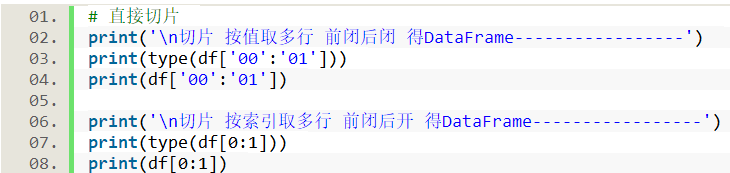 01. # 直接切片
02. print('\n切片 按值取多行 前闭后闭 得DataFrame-----------------')
03. print(type(df['00':'01']))
04. print(df['00':'01'])
05.
06. print('\n切片 按索引取多行 前闭后开 得DataFrame-----------------')
07. print(type(df[0:1]))
08. print(df[0:1])